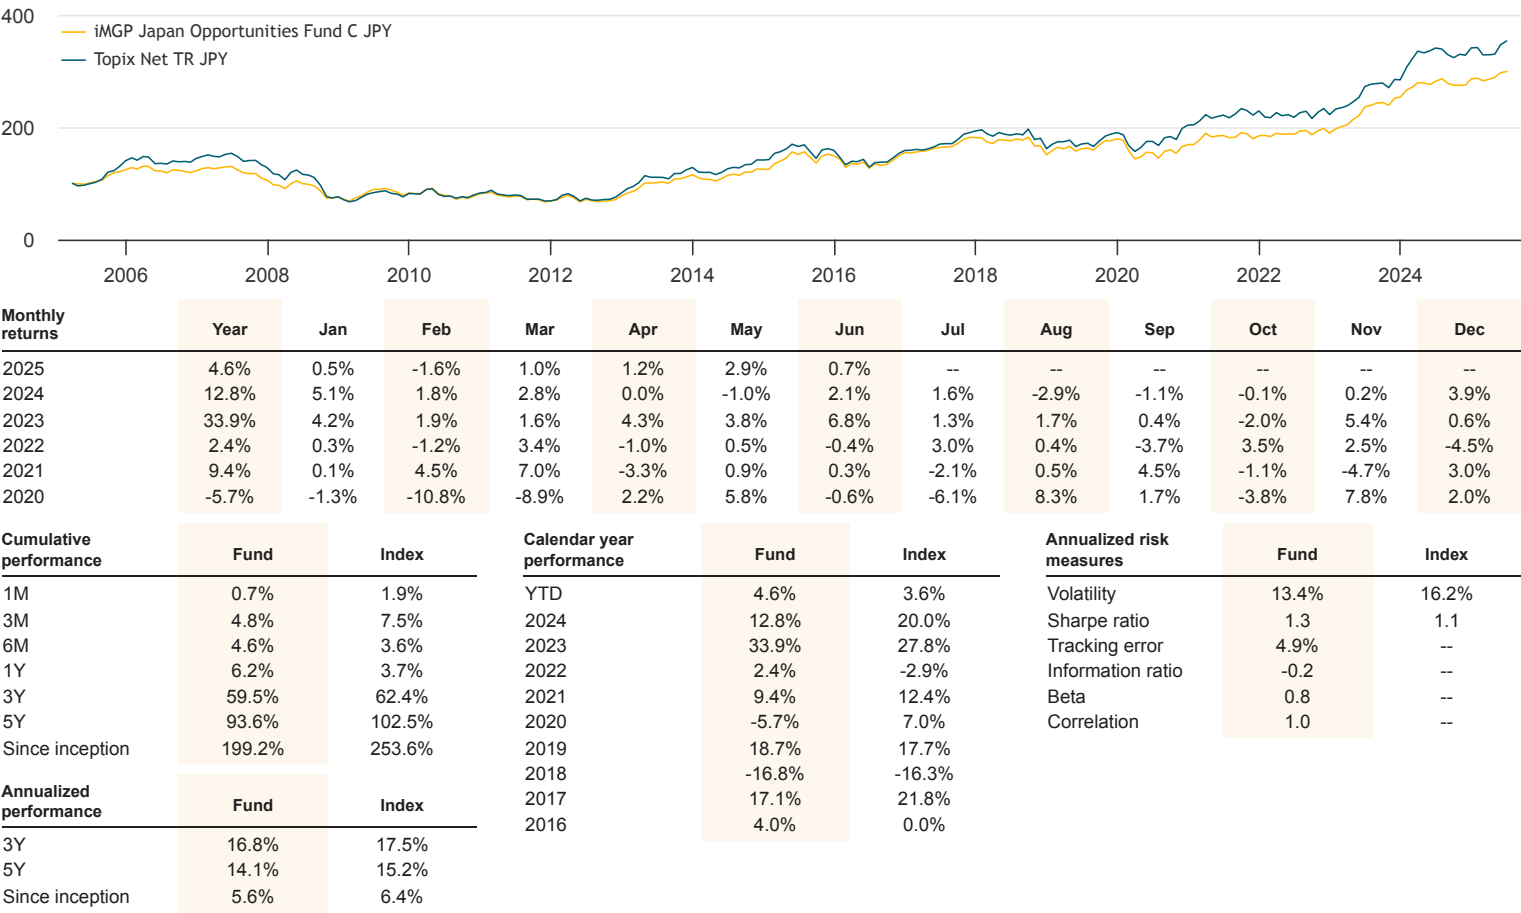 400
iMGP Japan Opportunities Fund C JPY
Topix Net TR JPY
200
0
2006 2008 2010 2012 2014 2016 2018 2020 2022 2024
Monthly
returns Year Jan Feb Mar Apr May Jun Jul Aug Sep Oct Nov Dec
2025 4.6% 0.5% -1.6% 1.0% 1.2% 2.9% 0.7% -- -- -- -- -- --
2024 12.8% 5.1% 1.8% 2.8% 0.0% -1.0% 2.1% 1.6% -2.9% -1.1% -0.1% 0.2% 3.9%
2023 33.9% 4.2% 1.9% 1.6% 4.3% 3.8% 6.8% 1.3% 1.7% 0.4% -2.0% 5.4% 0.6%
2022 2.4% 0.3% -1.2% 3.4% -1.0% 0.5% -0.4% 3.0% 0.4% -3.7% 3.5% 2.5% -4.5%
2021 9.4% 0.1% 4.5% 7.0% -3.3% 0.9% 0.3% -2.1% 0.5% 4.5% -1.1% -4.7% 3.0%
2020 -5.7% -1.3% -10.8% -8.9% 2.2% 5.8% -0.6% -6.1% 8.3% 1.7% -3.8% 7.8% 2.0%
Cumulative
performance Fund Index
1M 0.7% 1.9%
3M 4.8% 7.5%
6M 4.6% 3.6%
1Y 6.2% 3.7%
3Y 59.5% 62.4%
5Y 93.6% 102.5%
Since inception 199.2% 253.6%
Annualized
performance Fund Index
3Y 16.8% 17.5%
5Y 14.1% 15.2%
Since inception 5.6% 6.4%
Calendar year
performance Fund Index
YTD 4.6% 3.6%
2024 12.8% 20.0%
2023 33.9% 27.8%
2022 2.4% -2.9%
2021 9.4% 12.4%
2020 -5.7% 7.0%
2019 18.7% 17.7%
2018 -16.8% -16.3%
2017 17.1% 21.8%
2016 4.0% 0.0%
Annualized risk
measures Fund Index
Volatility 13.4% 16.2%
Sharpe ratio 1.3 1.1
Tracking error 4.9% --
Information ratio -0.2 --
Beta 0.8 --
Correlation 1.0 --